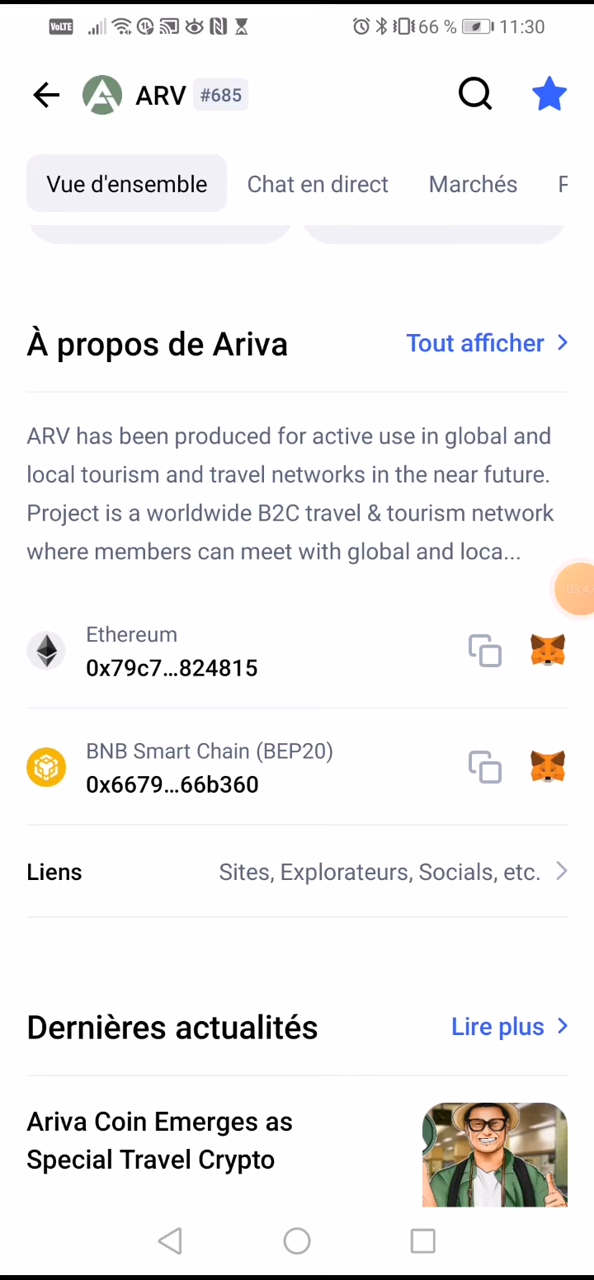 VoLTE 66 % 11:30
ARV #685
Vue d'ensemble Chat en direct Marchés
À propos de Ariva Tout afficher
ARV has been produced for active use in global and
local tourism and travel networks in the near future.
Project is a worldwide B2C travel & tourism network
where members can meet with global and loca...
Ethereum
0x79c7...824815
BNB Smart Chain (BEP20)
0x6679...66b360
Liens Sites, Explorateurs, Socials, etc.
Dernières actualités Lire plus
Ariva Coin Emerges as
Special Travel Crypto